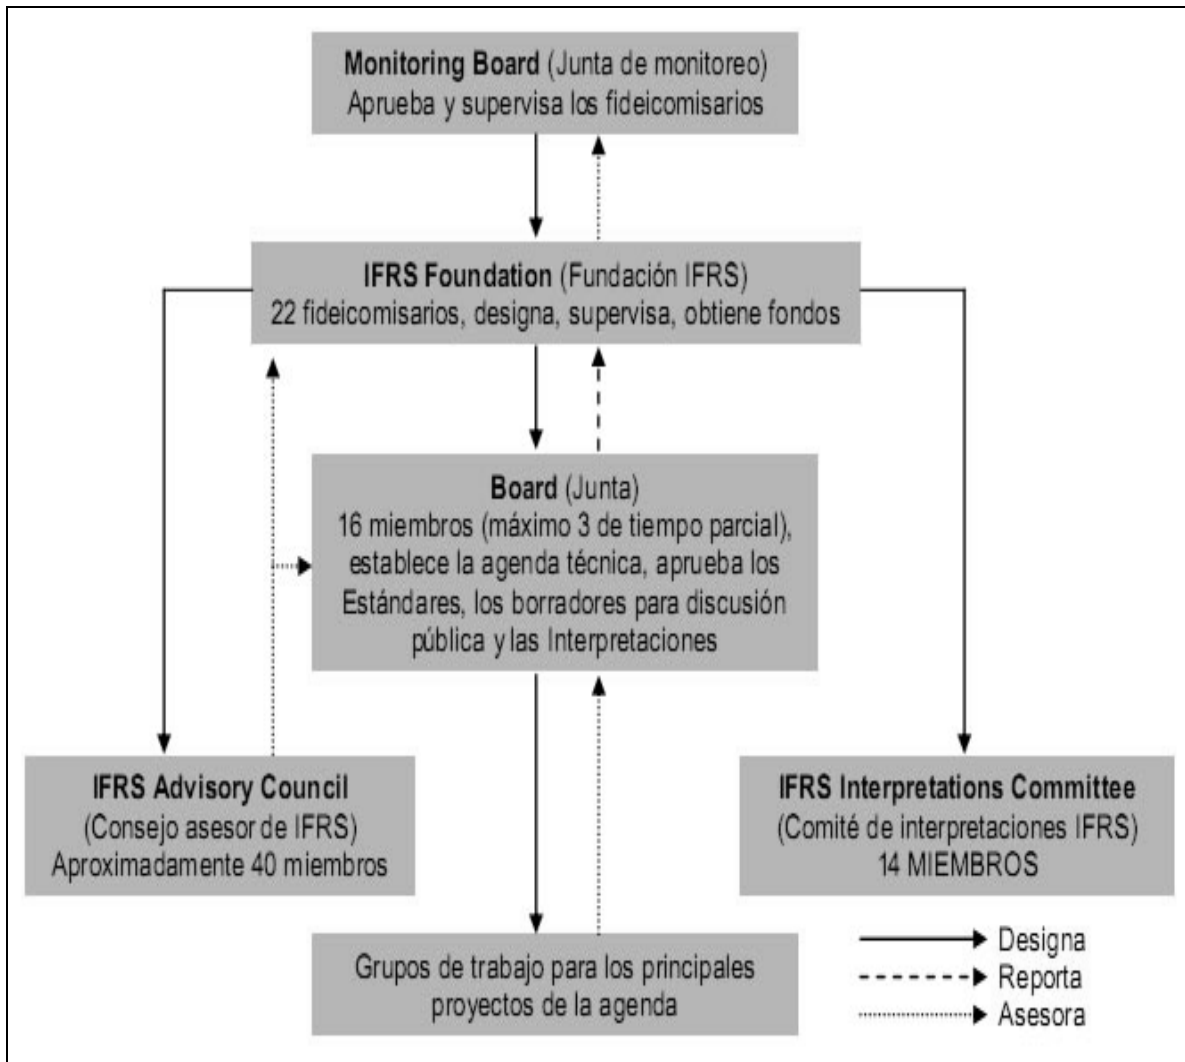 Monitoring Board (Junta de monitoreo)
Aprueba y supervisa los fideicomisarios
IFRS Foundation (Fundación IFRS)
22 fideicomisarios, designa, supervisa, obtiene fondos
Board (Junta)
16 miembros (máximo 3 de tiempo parcial),
establece la agenda técnica, aprueba los
Estándares, los borradores para discusión
pública y las Interpretaciones
IFRS Advisory Council
(Consejo asesor de IFRS)
Aproximadamente 40 miembros
IFRS Interpretations Committee
(Comité de interpretaciones IFRS)
14 MIEMBROS
Grupos de trabajo para los principales
proyectos de la agenda
Designa
Reporta
Asesora